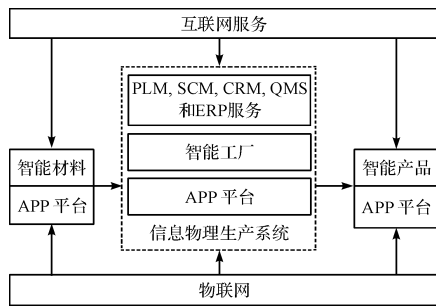 互联网服务
PLM, SCM, CRM, QMS
和ERP服务
智能工厂
APP 平台
信息物理生产系统
智能材料
APP 平台
智能产品
APP 平台
物联网